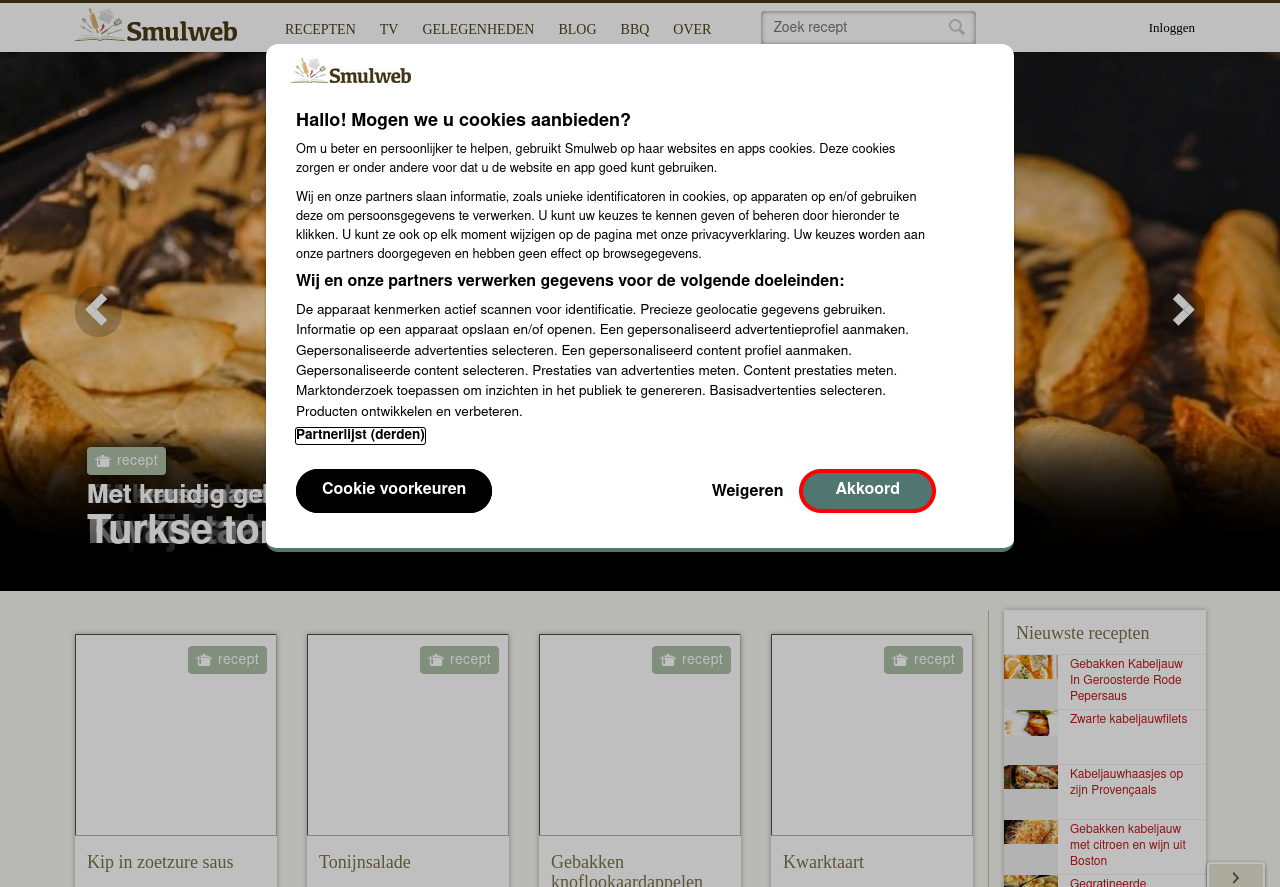 Smulweb
RECEPTEN TV GELEGENHEDEN BLOG BBQ OVER
Zoek recept
Inloggen
Smulweb
Hallo! Mogen we u cookies aanbieden?
Om u beter en persoonlijker te helpen, gebruikt Smulweb op haar websites en apps cookies. Deze cookies
zorgen er onder andere voor dat u de website en app goed kunt gebruiken.
Wij en onze partners slaan informatie, zoals unieke identificatoren in cookies, op apparaten op en/of gebruiken
deze om persoonsgegevens te verwerken. U kunt uw keuzes te kennen geven of beheren door hieronder te
klikken. U kunt ze ook op elk moment wijzigen op de pagina met onze privacyverklaring. Uw keuzes worden aan
onze partners doorgegeven en hebben geen effect op browsegegevens.
Wij en onze partners verwerken gegevens voor de volgende doeleinden:
De apparaat kenmerken actief scannen voor identificatie. Precieze geolocatie gegevens gebruiken.
Informatie op een apparaat opslaan en/of openen. Een gepersonaliseerd advertentieprofiel aanmaken.
Gepersonaliseerde advertenties selecteren. Een gepersonaliseerd content profiel aanmaken.
Gepersonaliseerde content selecteren. Prestaties van advertenties meten. Content prestaties meten.
Marktonderzoek toepassen om inzichten in het publiek te genereren. Basisadvertenties selecteren.
Producten ontwikkelen en verbeteren.
Partnerlijst (derden)
Cookie voorkeuren
Weigeren
Akkoord
recept
Met kruidig
Turkse
recept
Kip in zoetzure saus
recept
Tonijnsalade
recept
Gebakken
knoflookaardappelen
recept
Kwarktaart
Nieuwste recepten
Gebakken Kabeljauw
In Geroosterde Rode
Pepersaus
Zwarte kabeljauwfilets
Kabeljauwhaasjes op
zijn Provençaals
Gebakken kabeljauw
met citroen en wijn uit
Boston
Gegratineerde